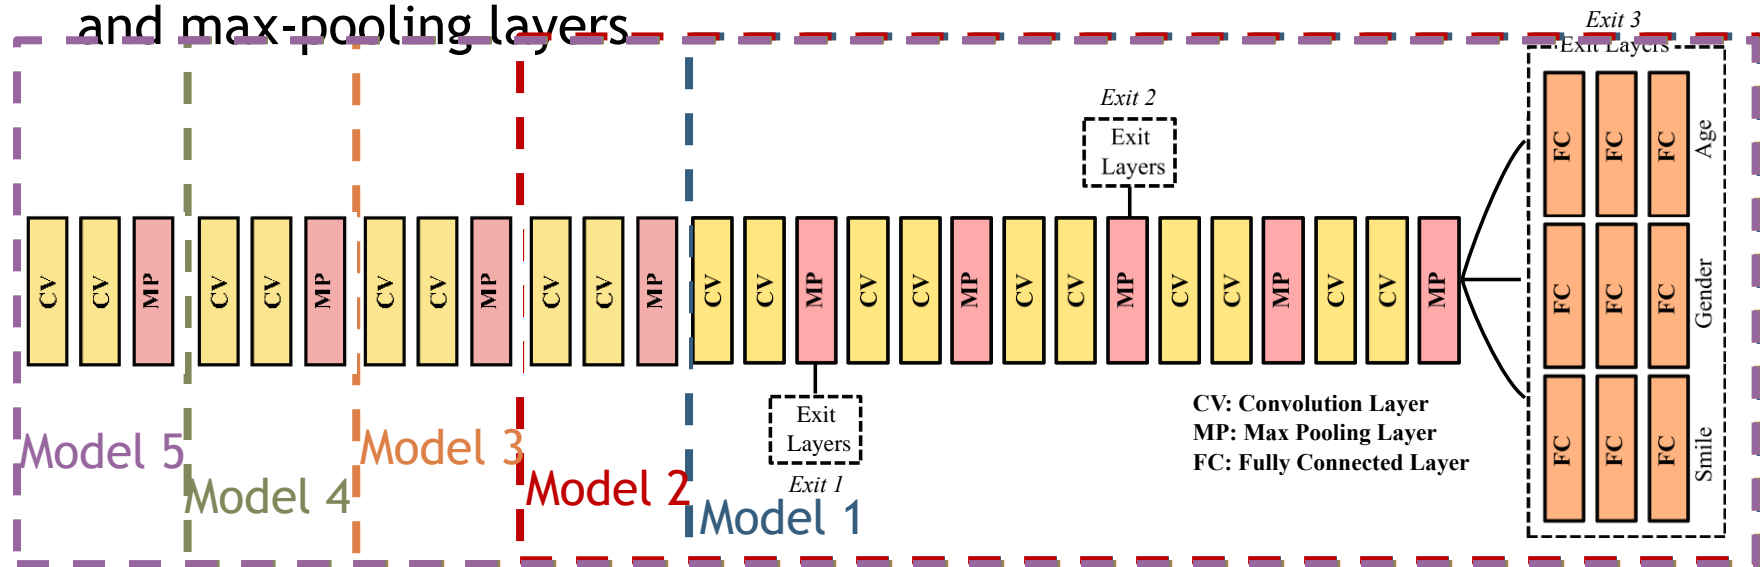 and max-pooling layers
Exit 3
Exit Layers
Exit 2
Exit
Layers
FC FC FC Age
CV CV MP CV CV MP CV CV MP CV CV MP CV CV MP CV CV MP CV CV MP CV CV MP CV CV MP
FC FC FC Gender
FC FC FC Smile
Exit
Layers
Exit 1
CV: Convolution Layer
MP: Max Pooling Layer
FC: Fully Connected Layer
Model 5
Model 4
Model 3
Model 2
Model 1